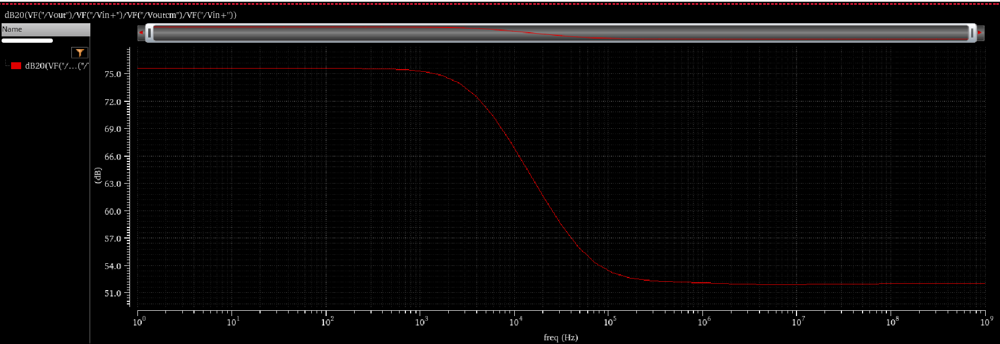 dB20(VF("/Vout")/VF("/Vin+")/VF("/Voutcm")/VF("/Vin+"))
Name
dB20(VF("/...("/
75.0
72.0
69.0
66.0
63.0
60.0
57.0
54.0
51.0
(dB)
10^0 10^1 10^2 10^3 10^4 10^5 10^6 10^7 10^8 10^9
freq (Hz)